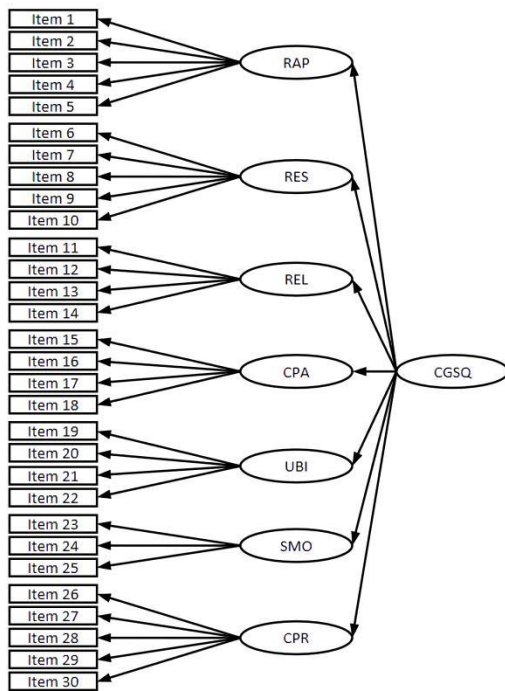 Item 1
Item 2
Item 3
Item 4
Item 5
RAP
Item 6
Item 7
Item 8
Item 9
Item 10
RES
Item 11
Item 12
Item 13
Item 14
REL
Item 15
Item 16
Item 17
Item 18
CPA
CGSQ
Item 19
Item 20
Item 21
Item 22
UBI
Item 23
Item 24
Item 25
SMO
Item 26
Item 27
Item 28
Item 29
Item 30
CPR